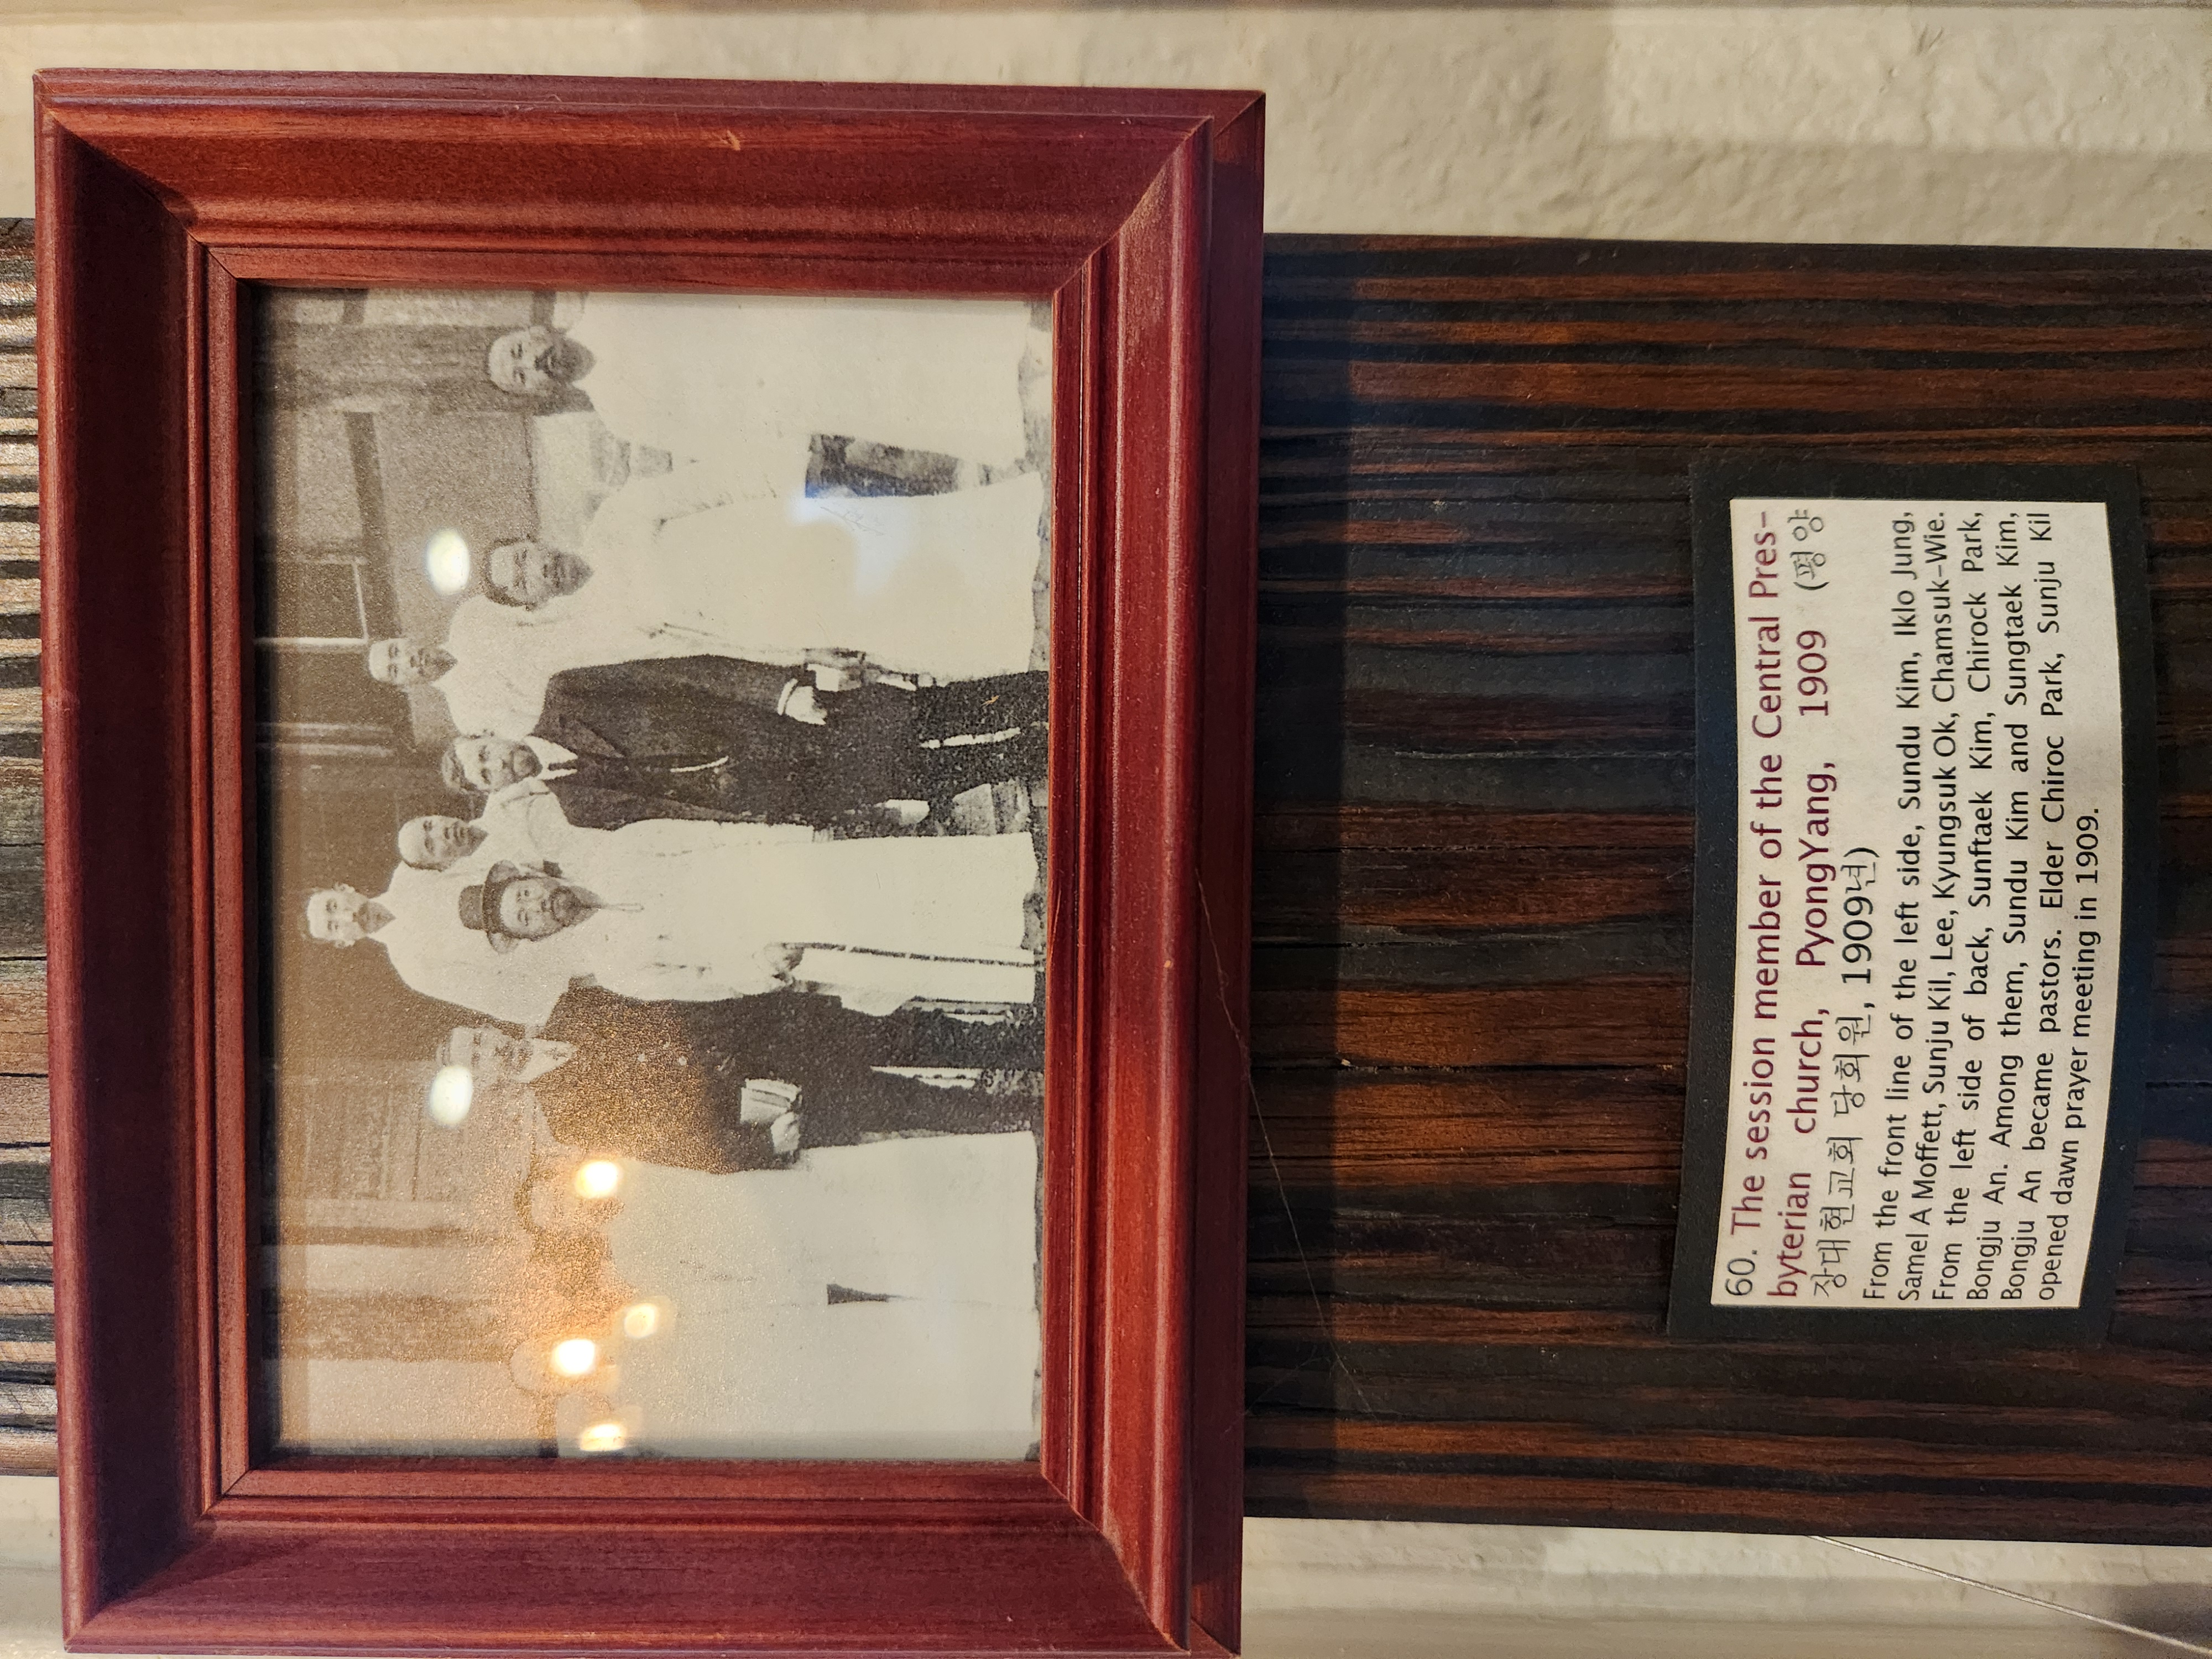 60. The session member of the Central Pres-
byterian church, PyongYang, 1909 (평양
장대현교회 당회원, 1909년)
From the front line of the left side, Sundu Kim, Iklo Jung,
Samel A Moffett, Sunju Kil, Lee, Kyungsuk Ok, Chamsuk-Wie.
From the left side of back, Sunftaek Kim, Chirock Park,
Bongju An. Among them, Sundu Kim and Sungtaek Kim,
Bongju An became pastors. Elder Chiroc Park, Sunju Kil
opened dawn prayer meeting in 1909.